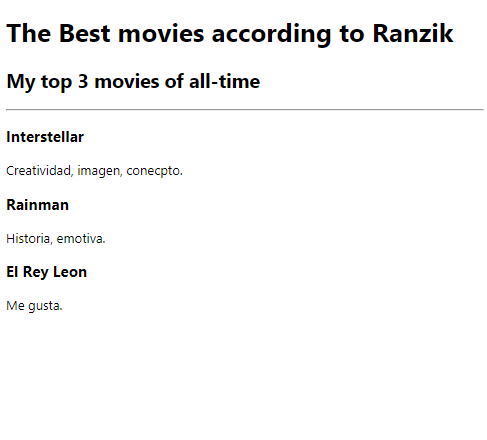 The Best movies according to Ranzik
My top 3 movies of all-time
Interstellar
Creatividad, imagen, conecpto.
Rainman
Historia, emotiva.
El Rey Leon
Me gusta.